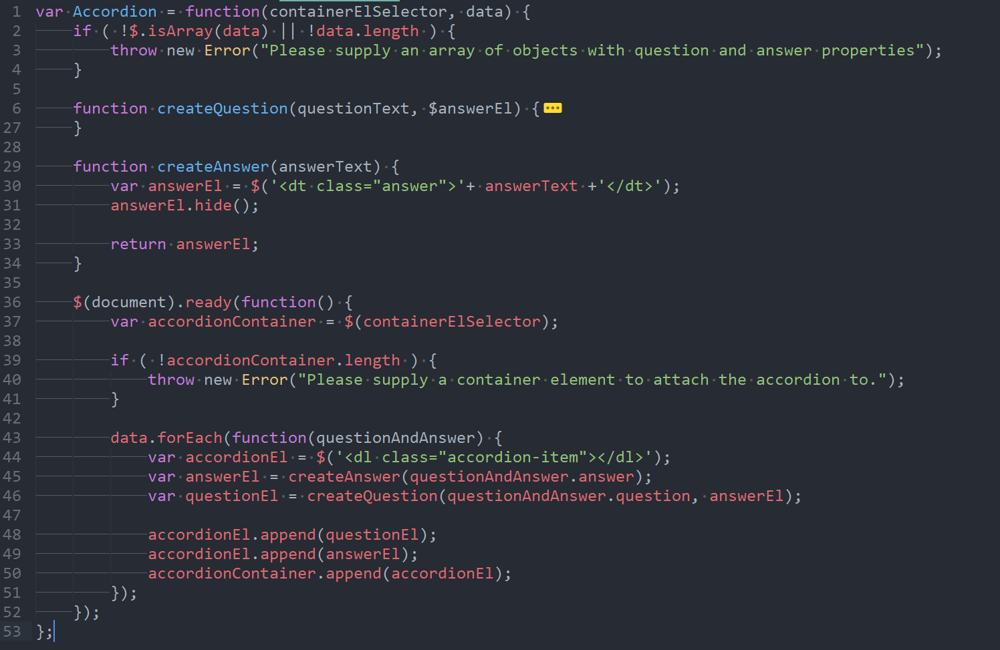 1 var Accordion = function(containerElSelector, data) {
2 if ( !$.isArray(data) || !data.length ) {
3 throw new Error("Please supply an array of objects with question and answer properties");
4 }
5
6 function createQuestion(questionText, $answerEl) {
27 }
28
29 function createAnswer(answerText) {
30 var answerEl = $('<dt class="answer">'+ answerText +'</dt>');
31 answerEl.hide();
32
33 return answerEl;
34 }
35
36 $(document).ready(function() {
37 var accordionContainer = $(containerElSelector);
38
39 if ( !accordionContainer.length ) {
40 throw new Error("Please supply a container element to attach the accordion to.");
41 }
42
43 data.forEach(function(questionAndAnswer) {
44 var accordionEl = $('<dl class="accordion-item"></dl>');
45 var answerEl = createAnswer(questionAndAnswer.answer);
46 var questionEl = createQuestion(questionAndAnswer.question, answerEl);
47
48 accordionEl.append(questionEl);
49 accordionEl.append(answerEl);
50 accordionContainer.append(accordionEl);
51 });
52 });
53 };